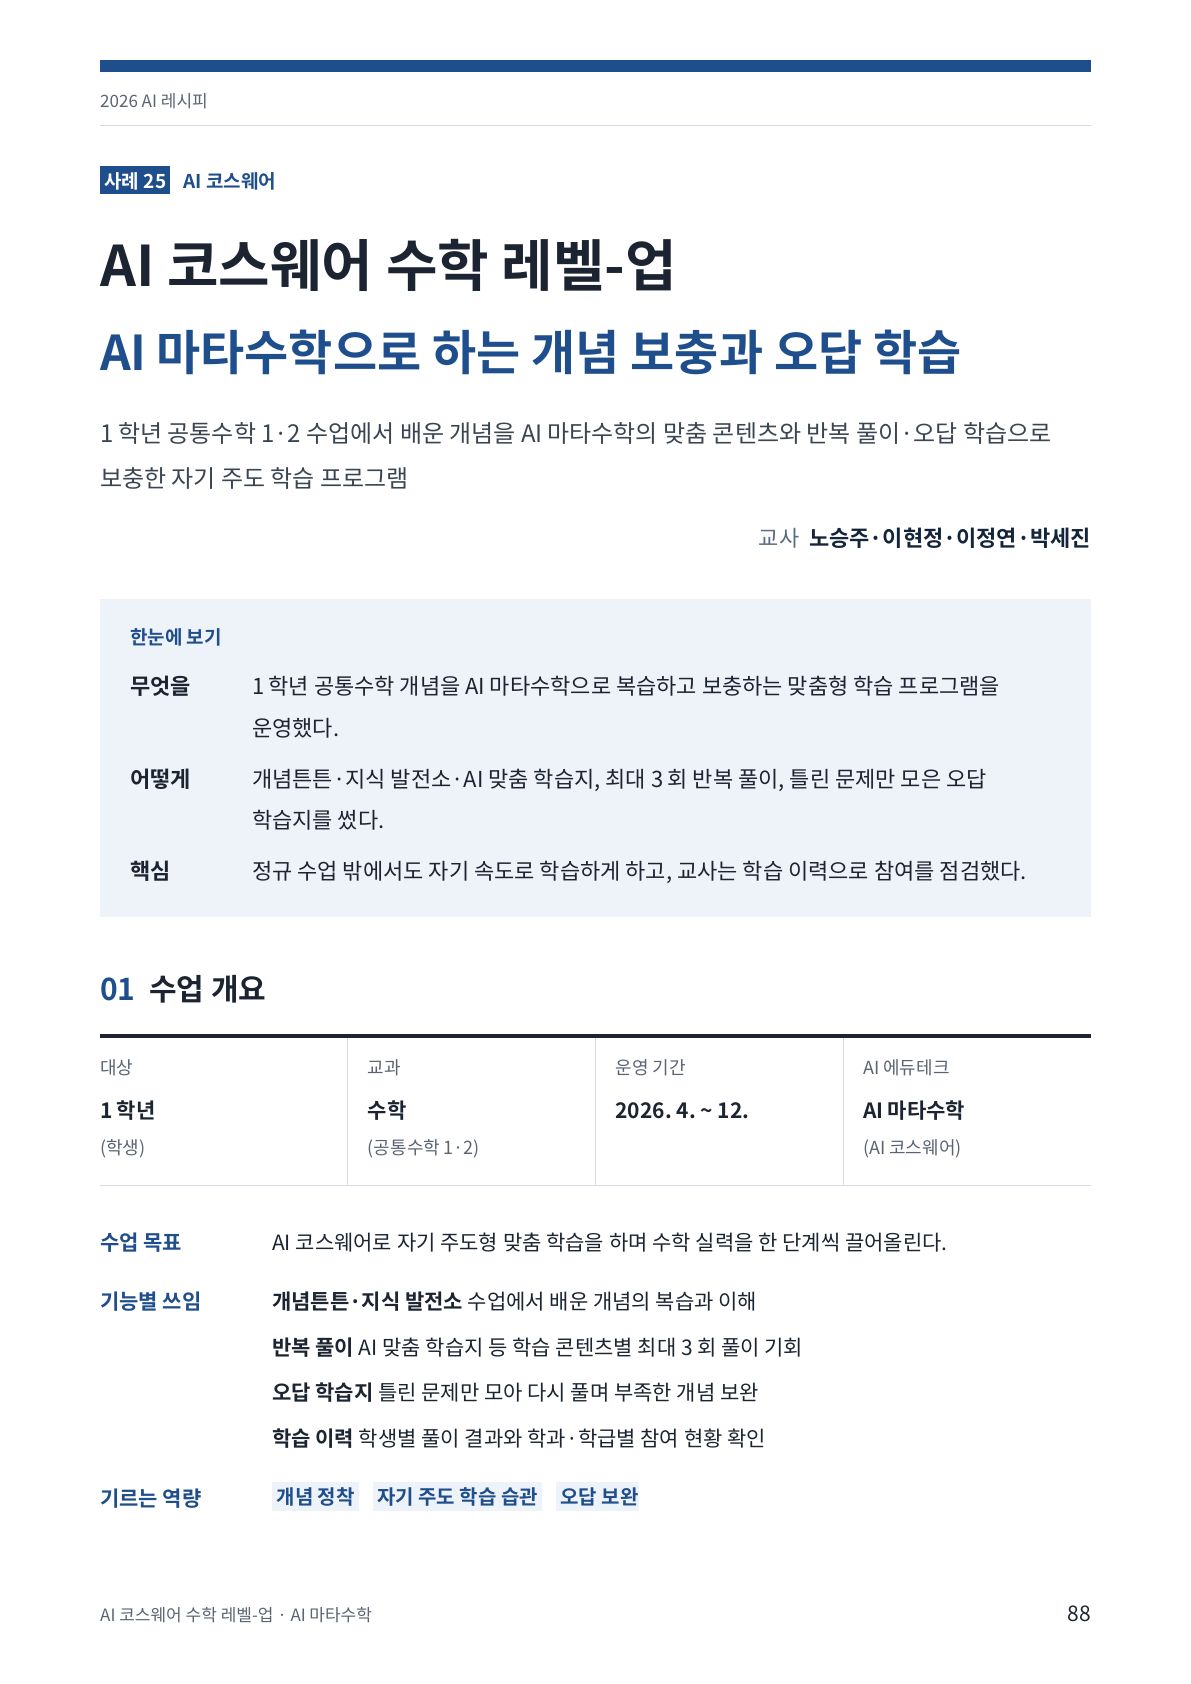 2026 AI 레시피
사례 25 AI 코스웨어
AI 코스웨어 수학 레벨-업
AI 마타수학으로 하는 개념 보충과 오답 학습
1 학년 공통수학 1·2 수업에서 배운 개념을 AI 마타수학의 맞춤 콘텐츠와 반복 풀이·오답 학습으로
보충한 자기 주도 학습 프로그램
교사 노승주·이현정·이정연·박세진
한눈에 보기
무엇을 1 학년 공통수학 개념을 AI 마타수학으로 복습하고 보충하는 맞춤형 학습 프로그램을
운영했다.
어떻게 개념튼튼·지식 발전소·AI 맞춤 학습지, 최대 3 회 반복 풀이, 틀린 문제만 모은 오답
학습지를 썼다.
핵심 정규 수업 밖에서도 자기 속도로 학습하게 하고, 교사는 학습 이력으로 참여를 점검했다.
01 수업 개요
대상 교과 운영 기간 AI 에듀테크
1 학년 수학 2026. 4. ~ 12. AI 마타수학
(학생) (공통수학 1·2) (AI 코스웨어)
수업 목표 AI 코스웨어로 자기 주도형 맞춤 학습을 하며 수학 실력을 한 단계씩 끌어올린다.
기능별 쓰임 개념튼튼·지식 발전소 수업에서 배운 개념의 복습과 이해
반복 풀이 AI 맞춤 학습지 등 학습 콘텐츠별 최대 3 회 풀이 기회
오답 학습지 틀린 문제만 모아 다시 풀며 부족한 개념 보완
학습 이력 학생별 풀이 결과와 학과·학급별 참여 현황 확인
기르는 역량 개념 정착 자기 주도 학습 습관 오답 보완
AI 코스웨어 수학 레벨-업 · AI 마타수학 88